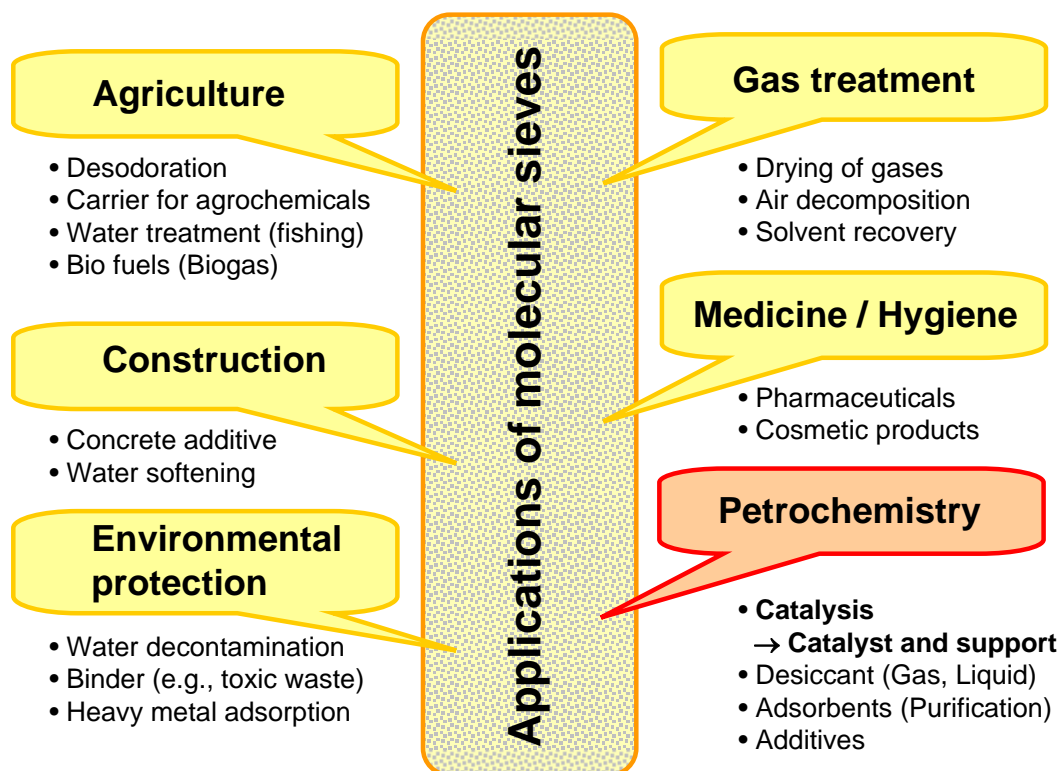 Applications of molecular sieves
Agriculture
• Desodoration
• Carrier for agrochemicals
• Water treatment (fishing)
• Bio fuels (Biogas)
Construction
• Concrete additive
• Water softening
Environmental
protection
• Water decontamination
• Binder (e.g., toxic waste)
• Heavy metal adsorption
Gas treatment
• Drying of gases
• Air decomposition
• Solvent recovery
Medicine / Hygiene
• Pharmaceuticals
• Cosmetic products
Petrochemistry
• Catalysis
→ Catalyst and support
• Desiccant (Gas, Liquid)
• Adsorbents (Purification)
• Additives